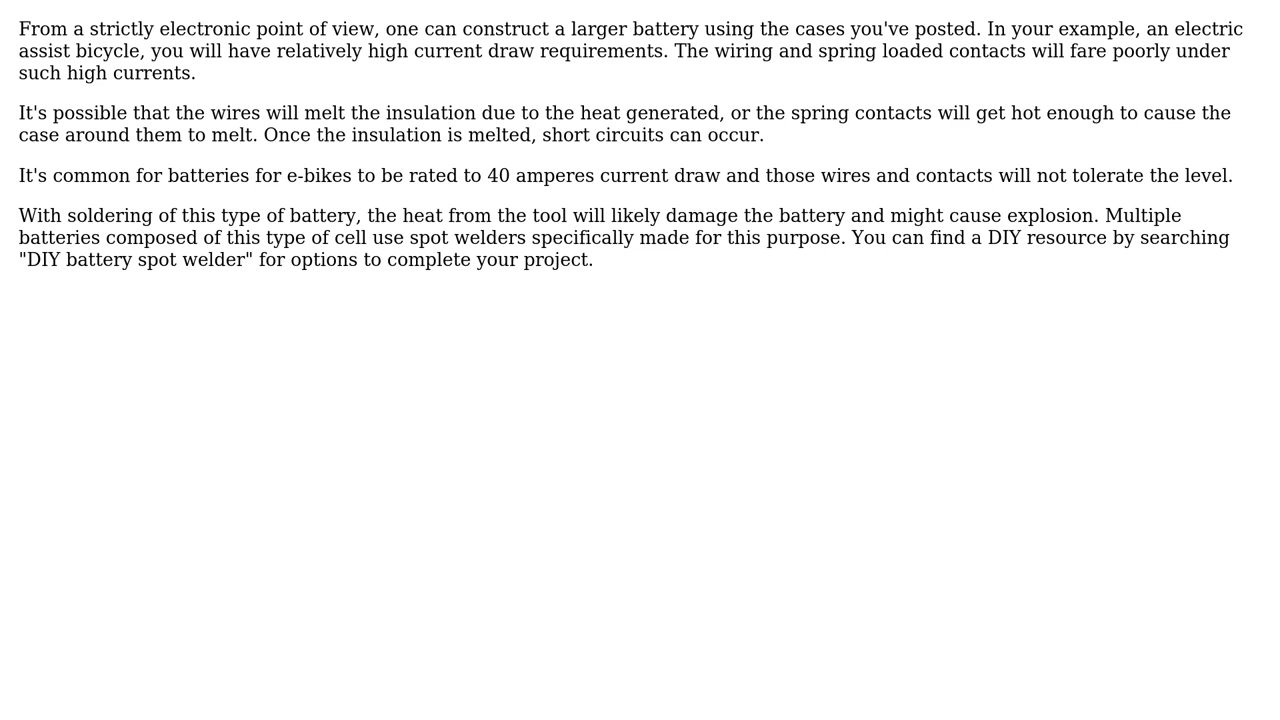 From a strictly electronic point of view, one can construct a larger battery using the cases you've posted. In your example, an electric
assist bicycle, you will have relatively high current draw requirements. The wiring and spring loaded contacts will fare poorly under
such high currents.
It's possible that the wires will melt the insulation due to the heat generated, or the spring contacts will get hot enough to cause the
case around them to melt. Once the insulation is melted, short circuits can occur.
It's common for batteries for e-bikes to be rated to 40 amperes current draw and those wires and contacts will not tolerate the level.
With soldering of this type of battery, the heat from the tool will likely damage the battery and might cause explosion. Multiple
batteries composed of this type of cell use spot welders specifically made for this purpose. You can find a DIY resource by searching
"DIY battery spot welder" for options to complete your project.